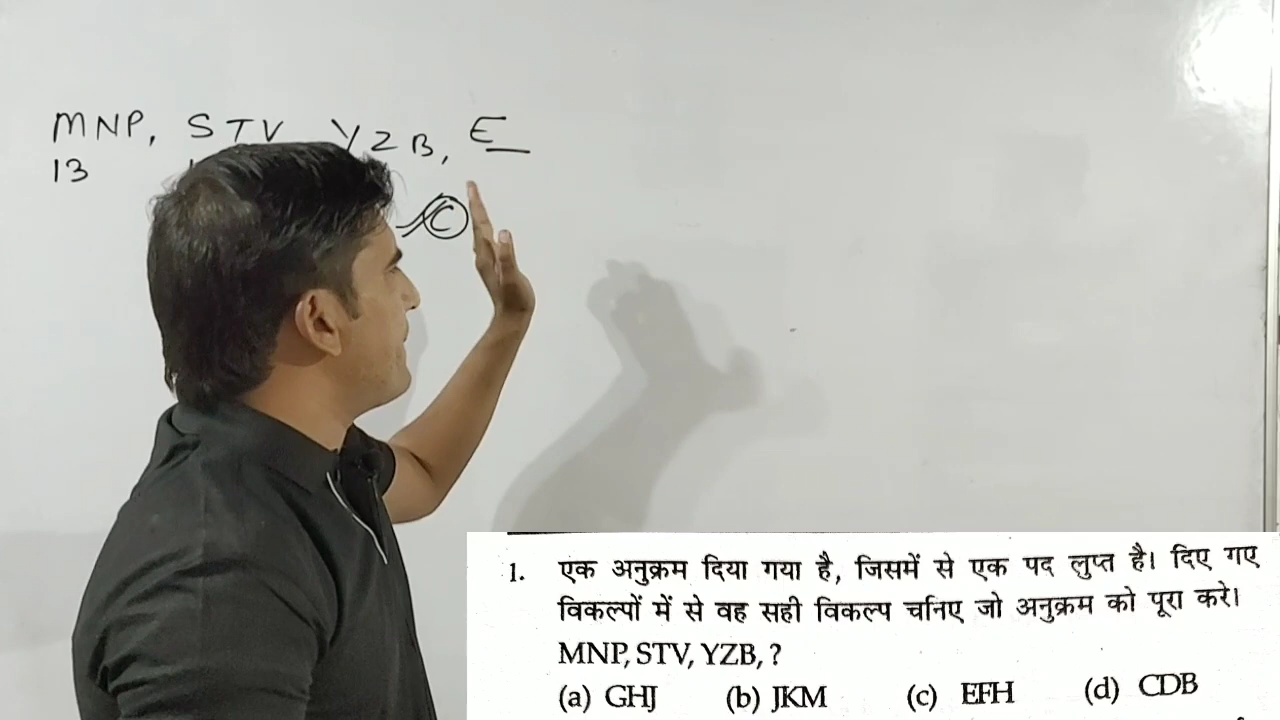 MNP, STV YZB, E
13
C
1. एक अनुक्रम दिया गया है, जिसमें से एक पद लुप्त है। दिए गए
विकल्पों में से वह सही विकल्प चनिए जो अनुक्रम को पूरा करे।
MNP, STV, YZB, ?
(a) GHJ (b) JKM (c) EFH (d) CDB